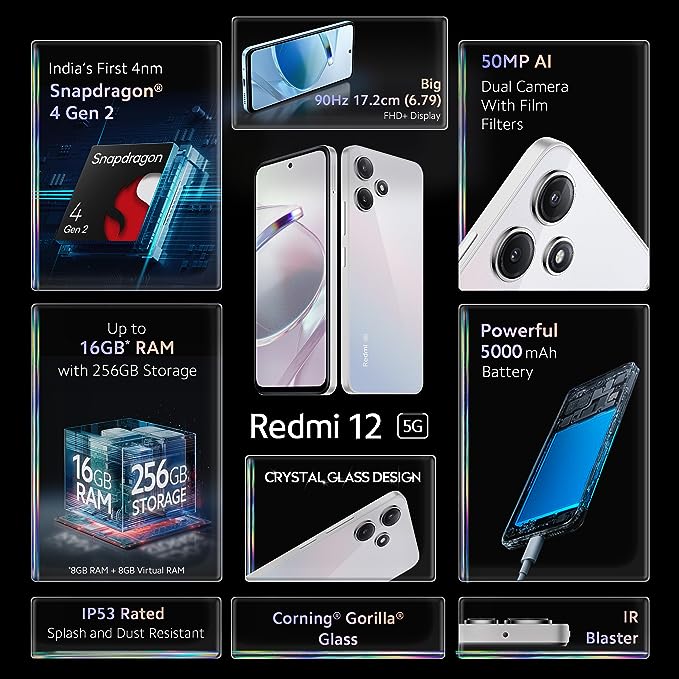 India's First 4nm
Snapdragon®
4 Gen 2
Snapdragon
4
Gen 2
Big
90Hz 17.2cm (6.79)
FHD+ Display
50MP AI
Dual Camera
With Film
Filters
Up to
16GB* RAM
with 256GB Storage
16GB
RAM
256GB
STORAGE
*8GB RAM + 8GB Virtual RAM
Redmi
Redmi 12 5G
CRYSTAL GLASS DESIGN
Powerful
5000 mAh
Battery
IP53 Rated
Splash and Dust Resistant
Corning® Gorilla®
Glass
IR
Blaster